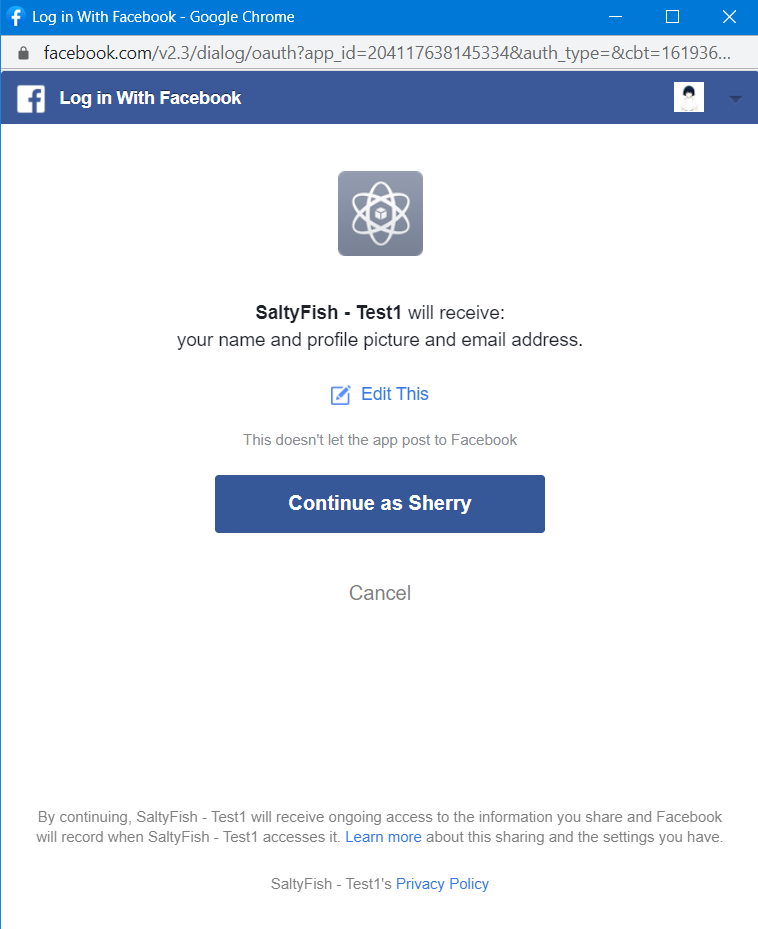 Log in With Facebook - Google Chrome
facebook.com/v2.3/dialog/oauth?app_id=204117638145334&auth_type=&cbt=161936...
Log in With Facebook
SaltyFish - Test1 will receive:
your name and profile picture and email address.
Edit This
This doesn't let the app post to Facebook
Continue as Sherry
Cancel
By continuing, SaltyFish - Test1 will receive ongoing access to the information you share and Facebook
will record when SaltyFish - Test1 accesses it. Learn more about this sharing and the settings you have.
SaltyFish - Test1's Privacy Policy